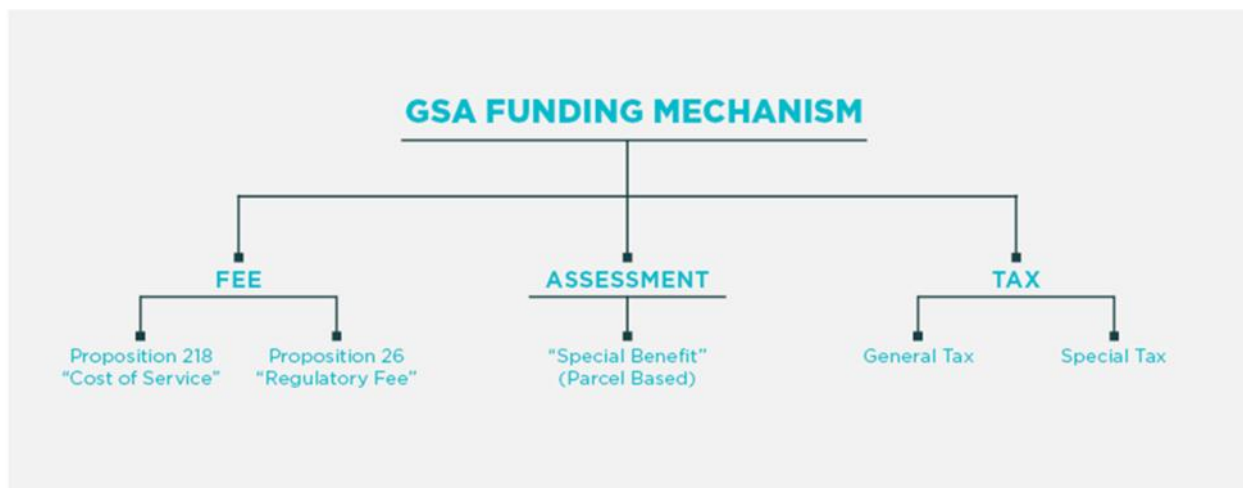 GSA FUNDING MECHANISM
FEE
ASSESSMENT
TAX
Proposition 218
“Cost of Service”
Proposition 26
“Regulatory Fee”
“Special Benefit”
(Parcel Based)
General Tax
Special Tax